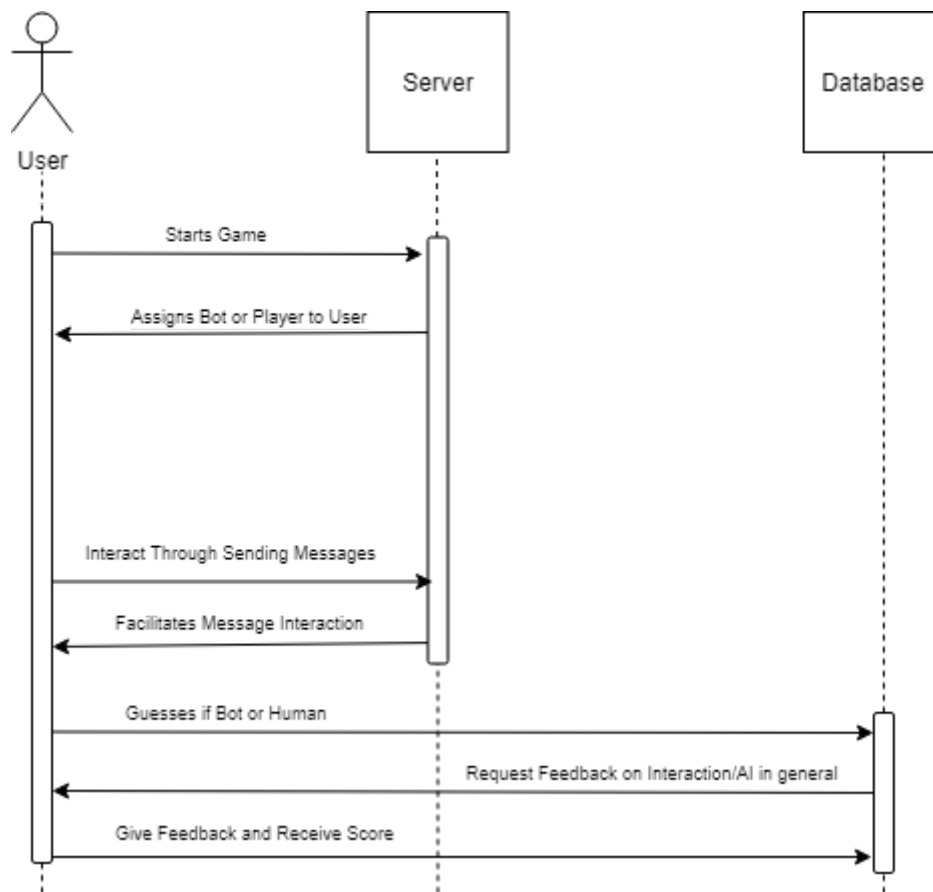 Server
Database
User
Starts Game
Assigns Bot or Player to User
Interact Through Sending Messages
Facilitates Message Interaction
Guesses if Bot or Human
Request Feedback on Interaction/AI in general
Give Feedback and Receive Score